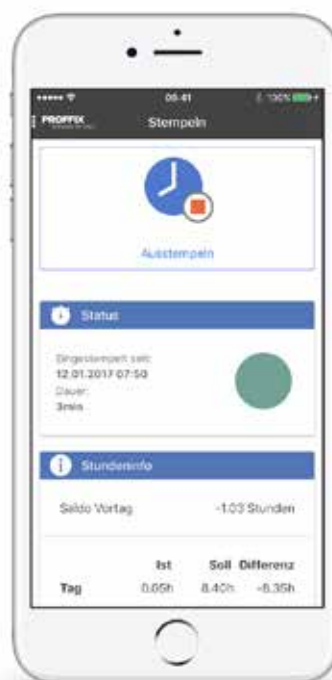 05:41
100%
PROFFIX
Stempeln
Ausstempeln
Status
Eingestempelt seit:
12.01.2017 07:50
Dauer:
3min
Stundeninfo
Saldo Vortag -1.03 Stunden
Ist Soll Differenz
Tag 0.05h 8.40h -8.35h